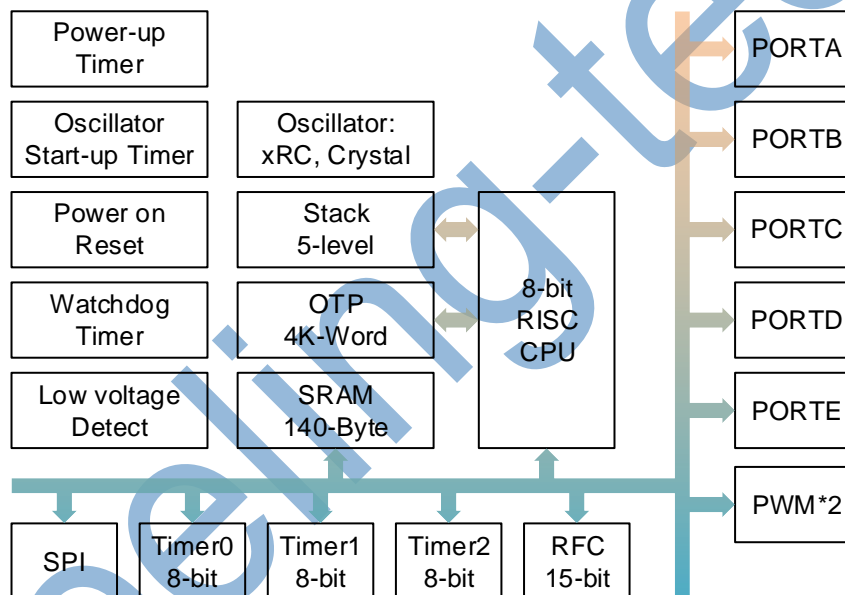 Power-up
Timer
PORTA
Oscillator
Start-up Timer
Oscillator:
xRC, Crystal
PORTB
Power on
Reset
Stack
5-level
PORTC
8-bit
RISC
CPU
Watchdog
Timer
OTP
4K-Word
PORTD
Low voltage
Detect
SRAM
140-Byte
PORTE
PWM*2
SPI
Timer0
8-bit
Timer1
8-bit
Timer2
8-bit
RFC
15-bit